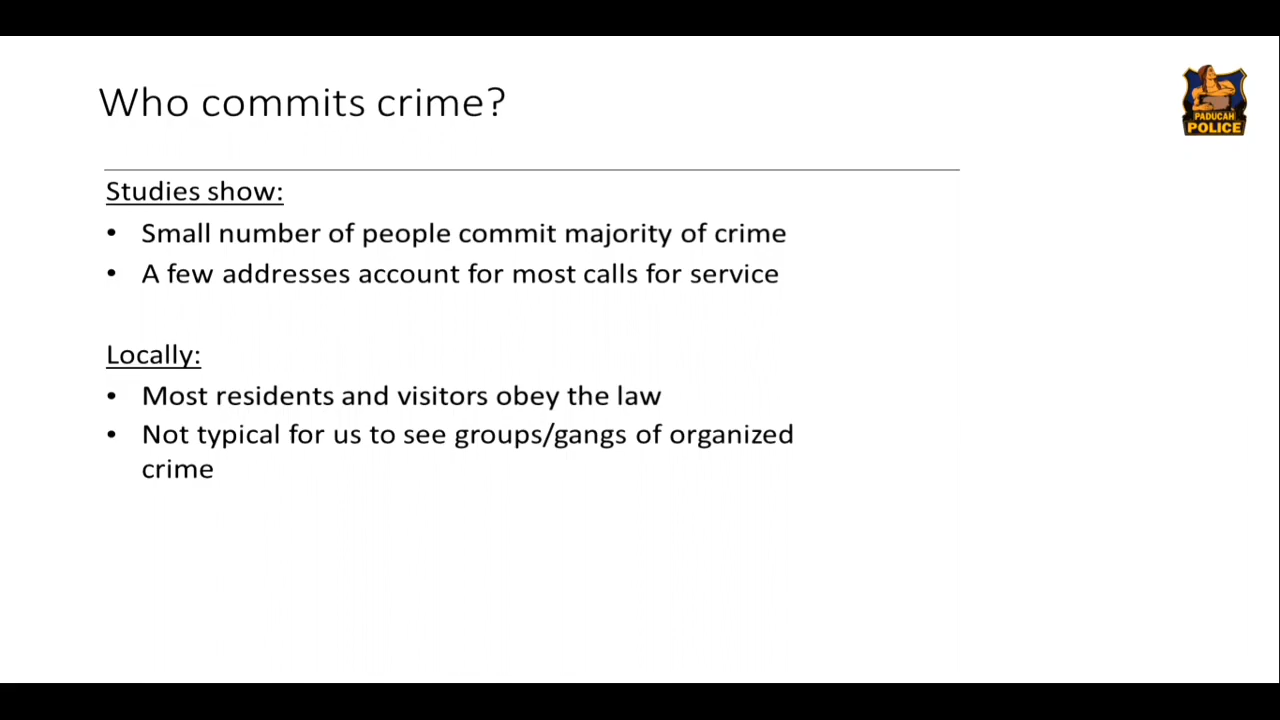 Who commits crime?
PADUCAH
POLICE
Studies show:
• Small number of people commit majority of crime
• A few addresses account for most calls for service
Locally:
• Most residents and visitors obey the law
• Not typical for us to see groups/gangs of organized
crime